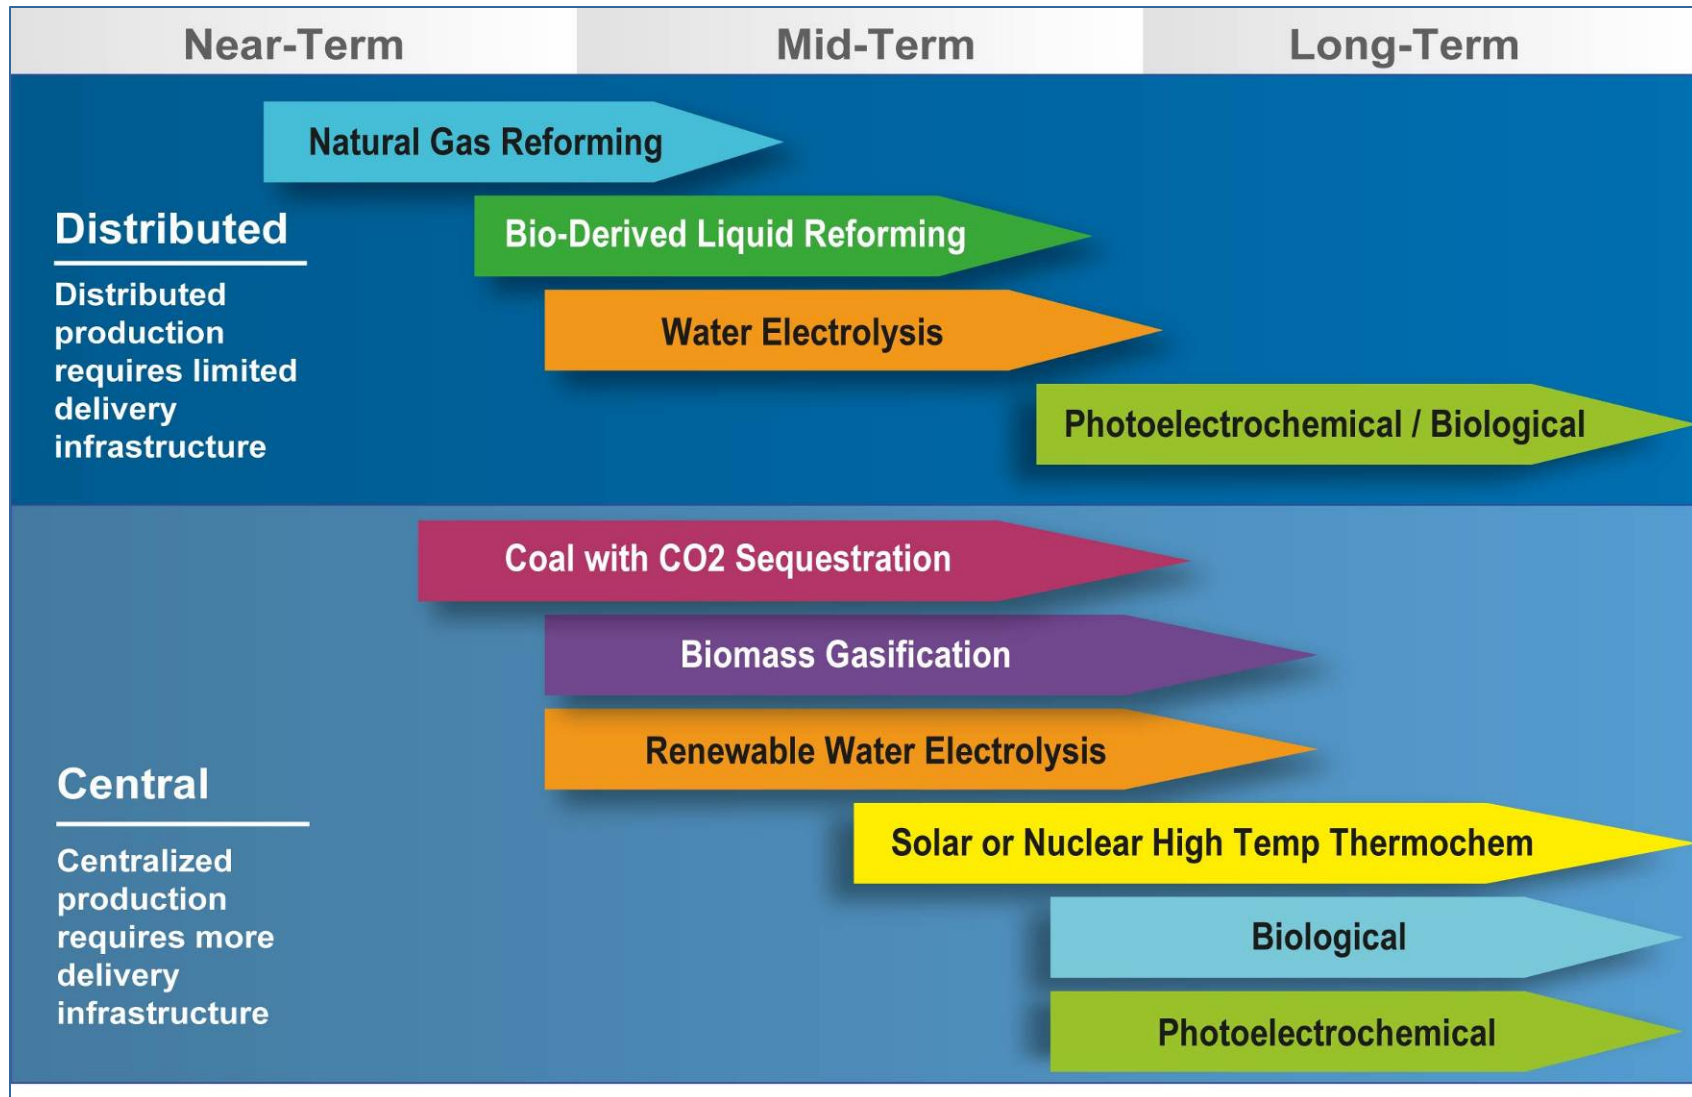 Near-Term
Mid-Term
Long-Term
Natural Gas Reforming
Bio-Derived Liquid Reforming
Water Electrolysis
Photoelectrochemical / Biological
Distributed
Distributed
production
requires limited
delivery
infrastructure
Coal with CO2 Sequestration
Biomass Gasification
Renewable Water Electrolysis
Solar or Nuclear High Temp Thermochem
Biological
Photoelectrochemical
Central
Centralized
production
requires more
delivery
infrastructure